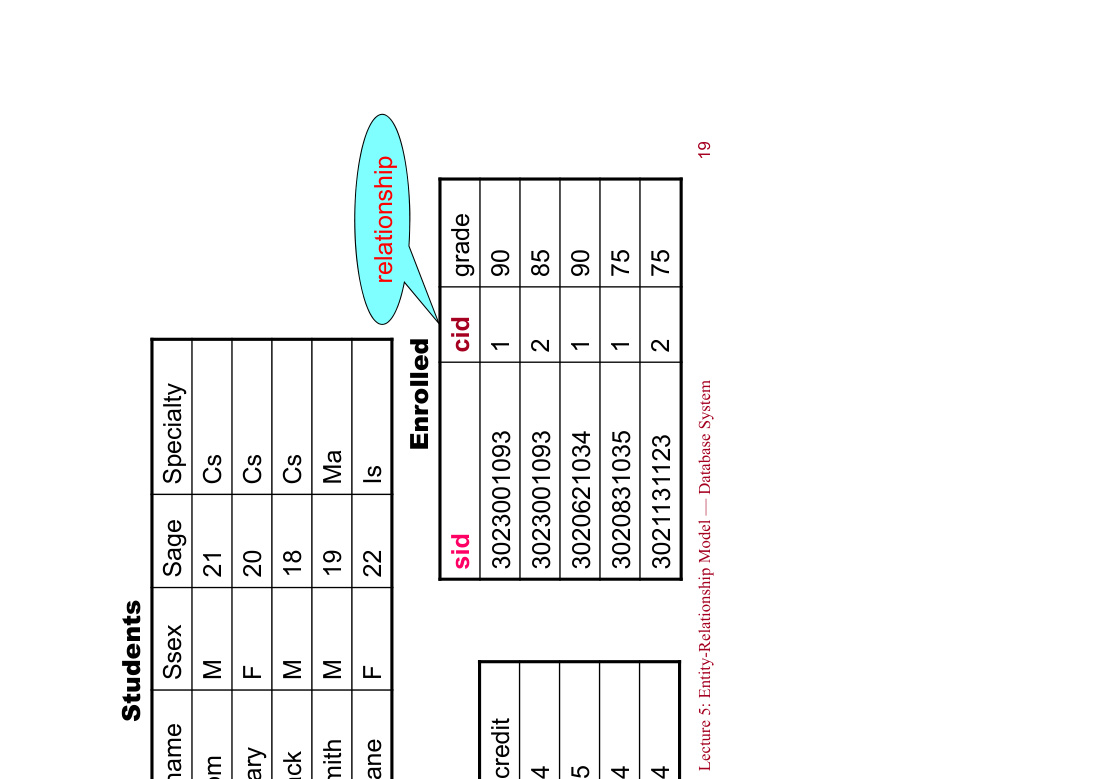 Students
name Ssex Sage Specialty
om M 21 Cs
ary F 20 Cs
ack M 18 Cs
mith M 19 Ma
ane F 22 Is
relationship
Enrolled
sid cid grade
3023001093 1 90
3023001093 2 85
3020621034 1 90
3020831035 1 75
3021131123 2 75
credit
4
5
4
4
Lecture 5: Entity-Relationship Model — Database System 19